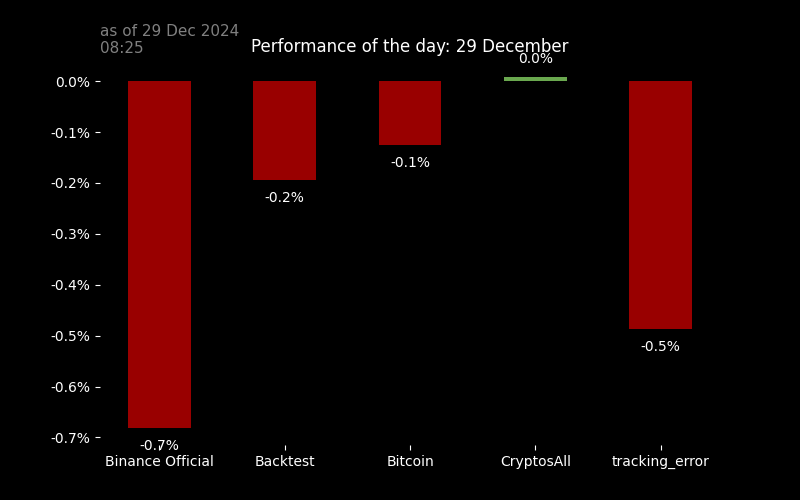 as of 29 Dec 2024
08:25
Performance of the day: 29 December
0.0%
0.0%
-0.1%
-0.1%
-0.2%
-0.2%
-0.3%
-0.4%
-0.5%
-0.5%
-0.6%
-0.7%
-0.7%
Binance Official
Backtest
Bitcoin
CryptosAll
tracking_error